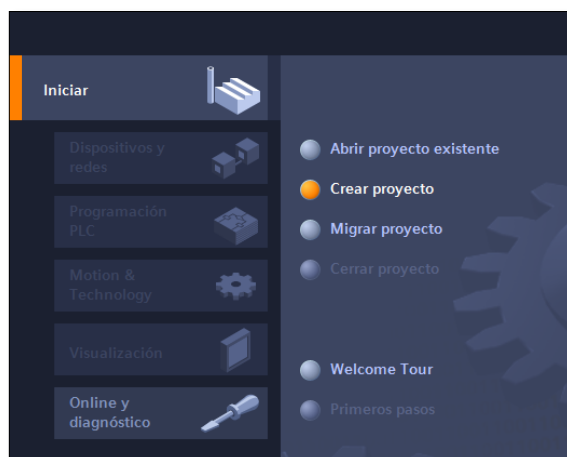 Iniciar
Dispositivos y
redes
Programación
PLC
Motion &
Technology
Visualización
Online y
diagnóstico
Abrir proyecto existente
Crear proyecto
Migrar proyecto
Cerrar proyecto
Welcome Tour
Primeros pasos